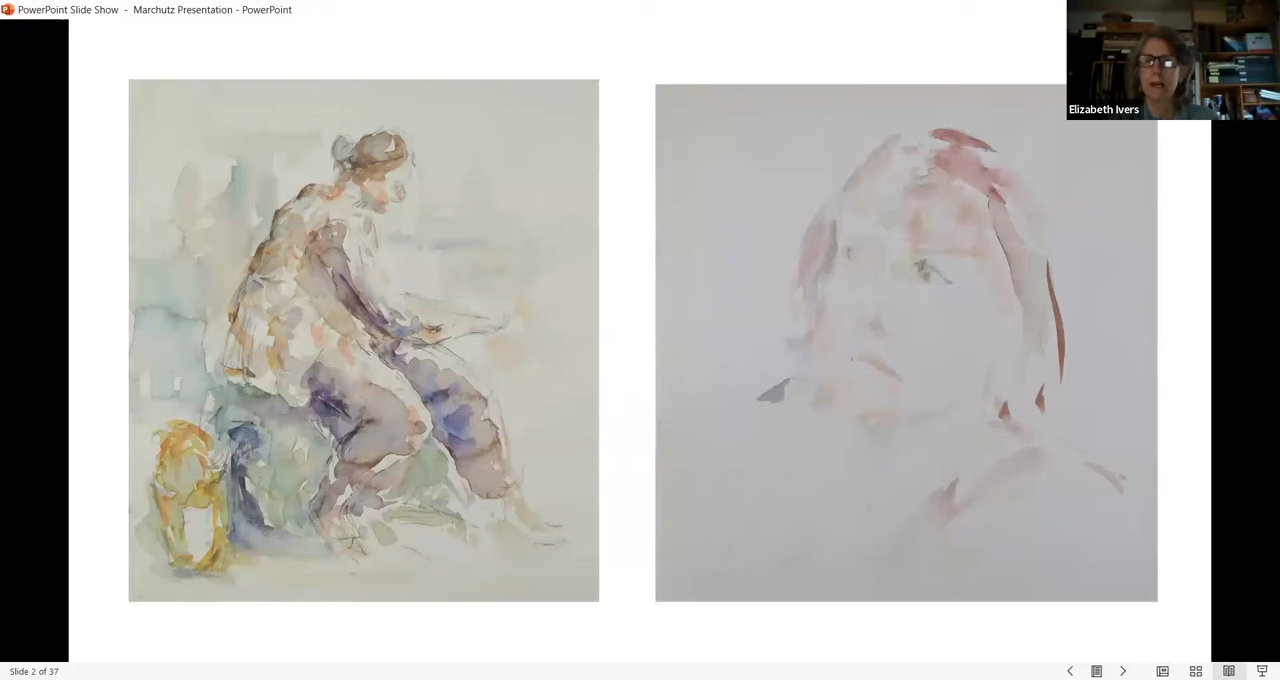 PowerPoint Slide Show - Marchutz Presentation - PowerPoint
Elizabeth Ivers
Slide 2 of 37